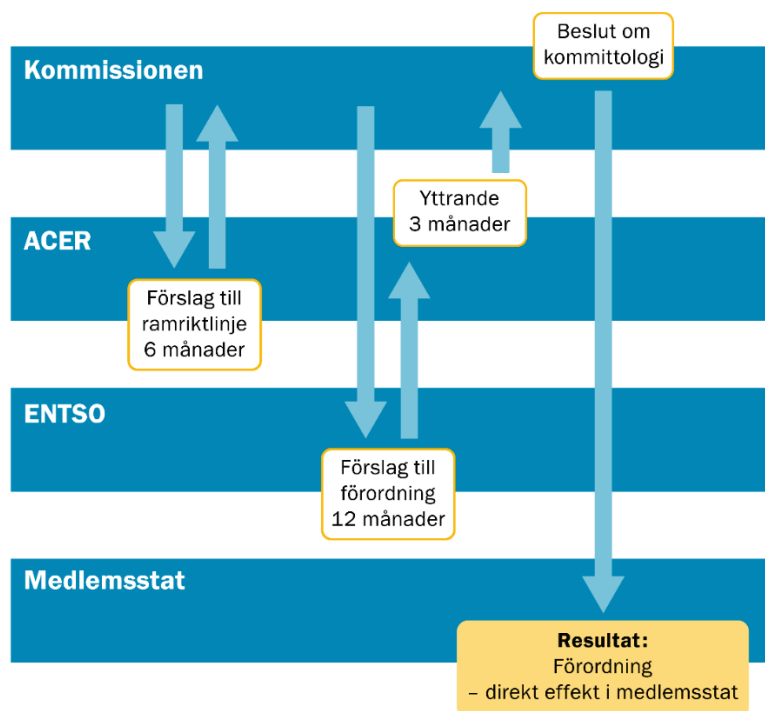 Beslut om
kommittologi
Kommissionen
Yttrande
3 månader
ACER
Förslag till
ramriktlinje
6 månader
ENTSO
Förslag till
förordning
12 månader
Medlemsstat
Resultat:
Förordning
– direkt effekt i medlemsstat